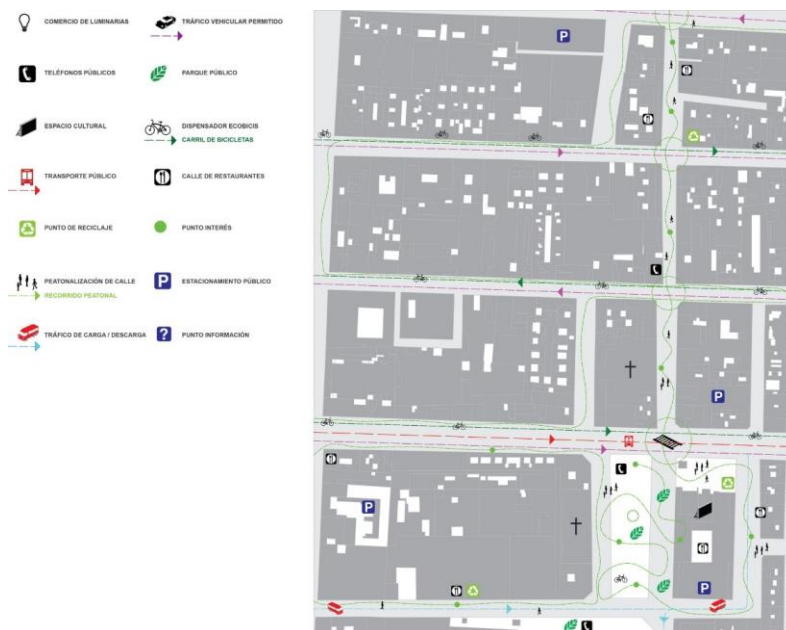 COMERCIO DE LUMINARIAS
TRÁFICO VEHICULAR PERMITIDO
TELÉFONOS PÚBLICOS
PARQUE PÚBLICO
ESPACIO CULTURAL
DISPENSADOR ECOBICIS
CARRIL DE BICICLETAS
TRANSPORTE PÚBLICO
CALLE DE RESTAURANTES
PUNTO DE RECICLAJE
PUNTO INTERÉS
PEATONALIZACIÓN DE CALLE
RECORRIDO PEATONAL
P
ESTACIONAMIENTO PÚBLICO
TRÁFICO DE CARGA / DESCARGA
?
PUNTO INFORMACIÓN
P
P
P
P